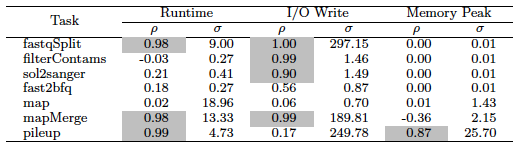 Task Runtime I/O Write Memory Peak
ρ σ ρ σ ρ σ
fastqSplit 0.98 9.00 1.00 297.15 0.00 0.01
filterContams -0.03 0.27 0.99 1.46 0.00 0.01
sol2sanger 0.21 0.41 0.90 1.49 0.00 0.01
fast2bfq 0.18 0.27 0.56 0.87 0.00 0.01
map 0.02 18.96 0.06 0.70 0.01 1.43
mapMerge 0.98 13.33 0.99 189.81 -0.36 2.15
pileup 0.99 4.73 0.17 249.78 0.87 25.70